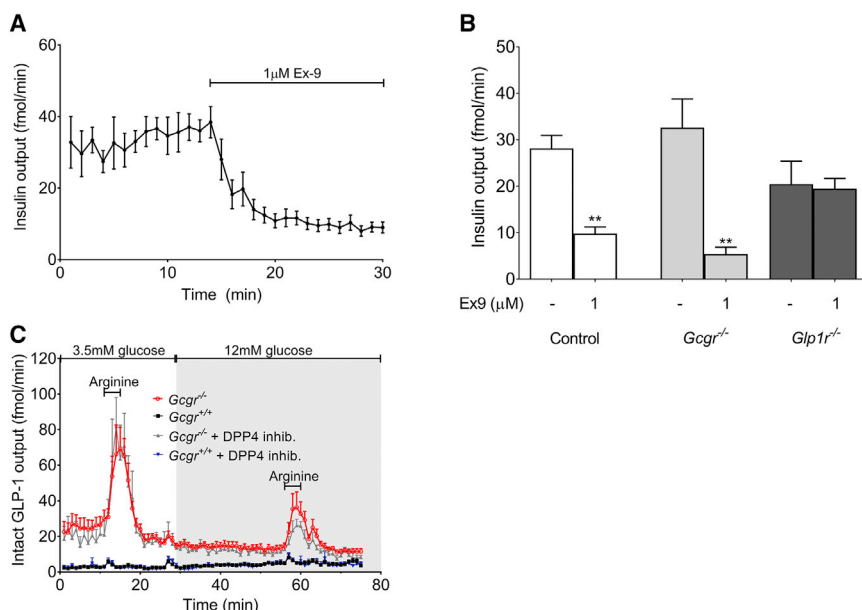 A
60
40
20
0
Insulin output (fmol/min)
1μM Ex-9
0 10 20 30
Time (min)
B
50
40
30
20
10
0
Insulin output (fmol/min)
**
**
Ex9 (μM) - 1 - 1 - 1
Control Gcgr-/- Glp1r-/-
C
3.5mM glucose 12mM glucose
120
100
80
60
40
20
0
Intact GLP-1 output (fmol/min)
Arginine
Gcgr-/-
Gcgr+/+
Gcgr-/- + DPP4 inhib.
Gcgr+/+ + DPP4 inhib.
Arginine
0 20 40 60 80
Time (min)